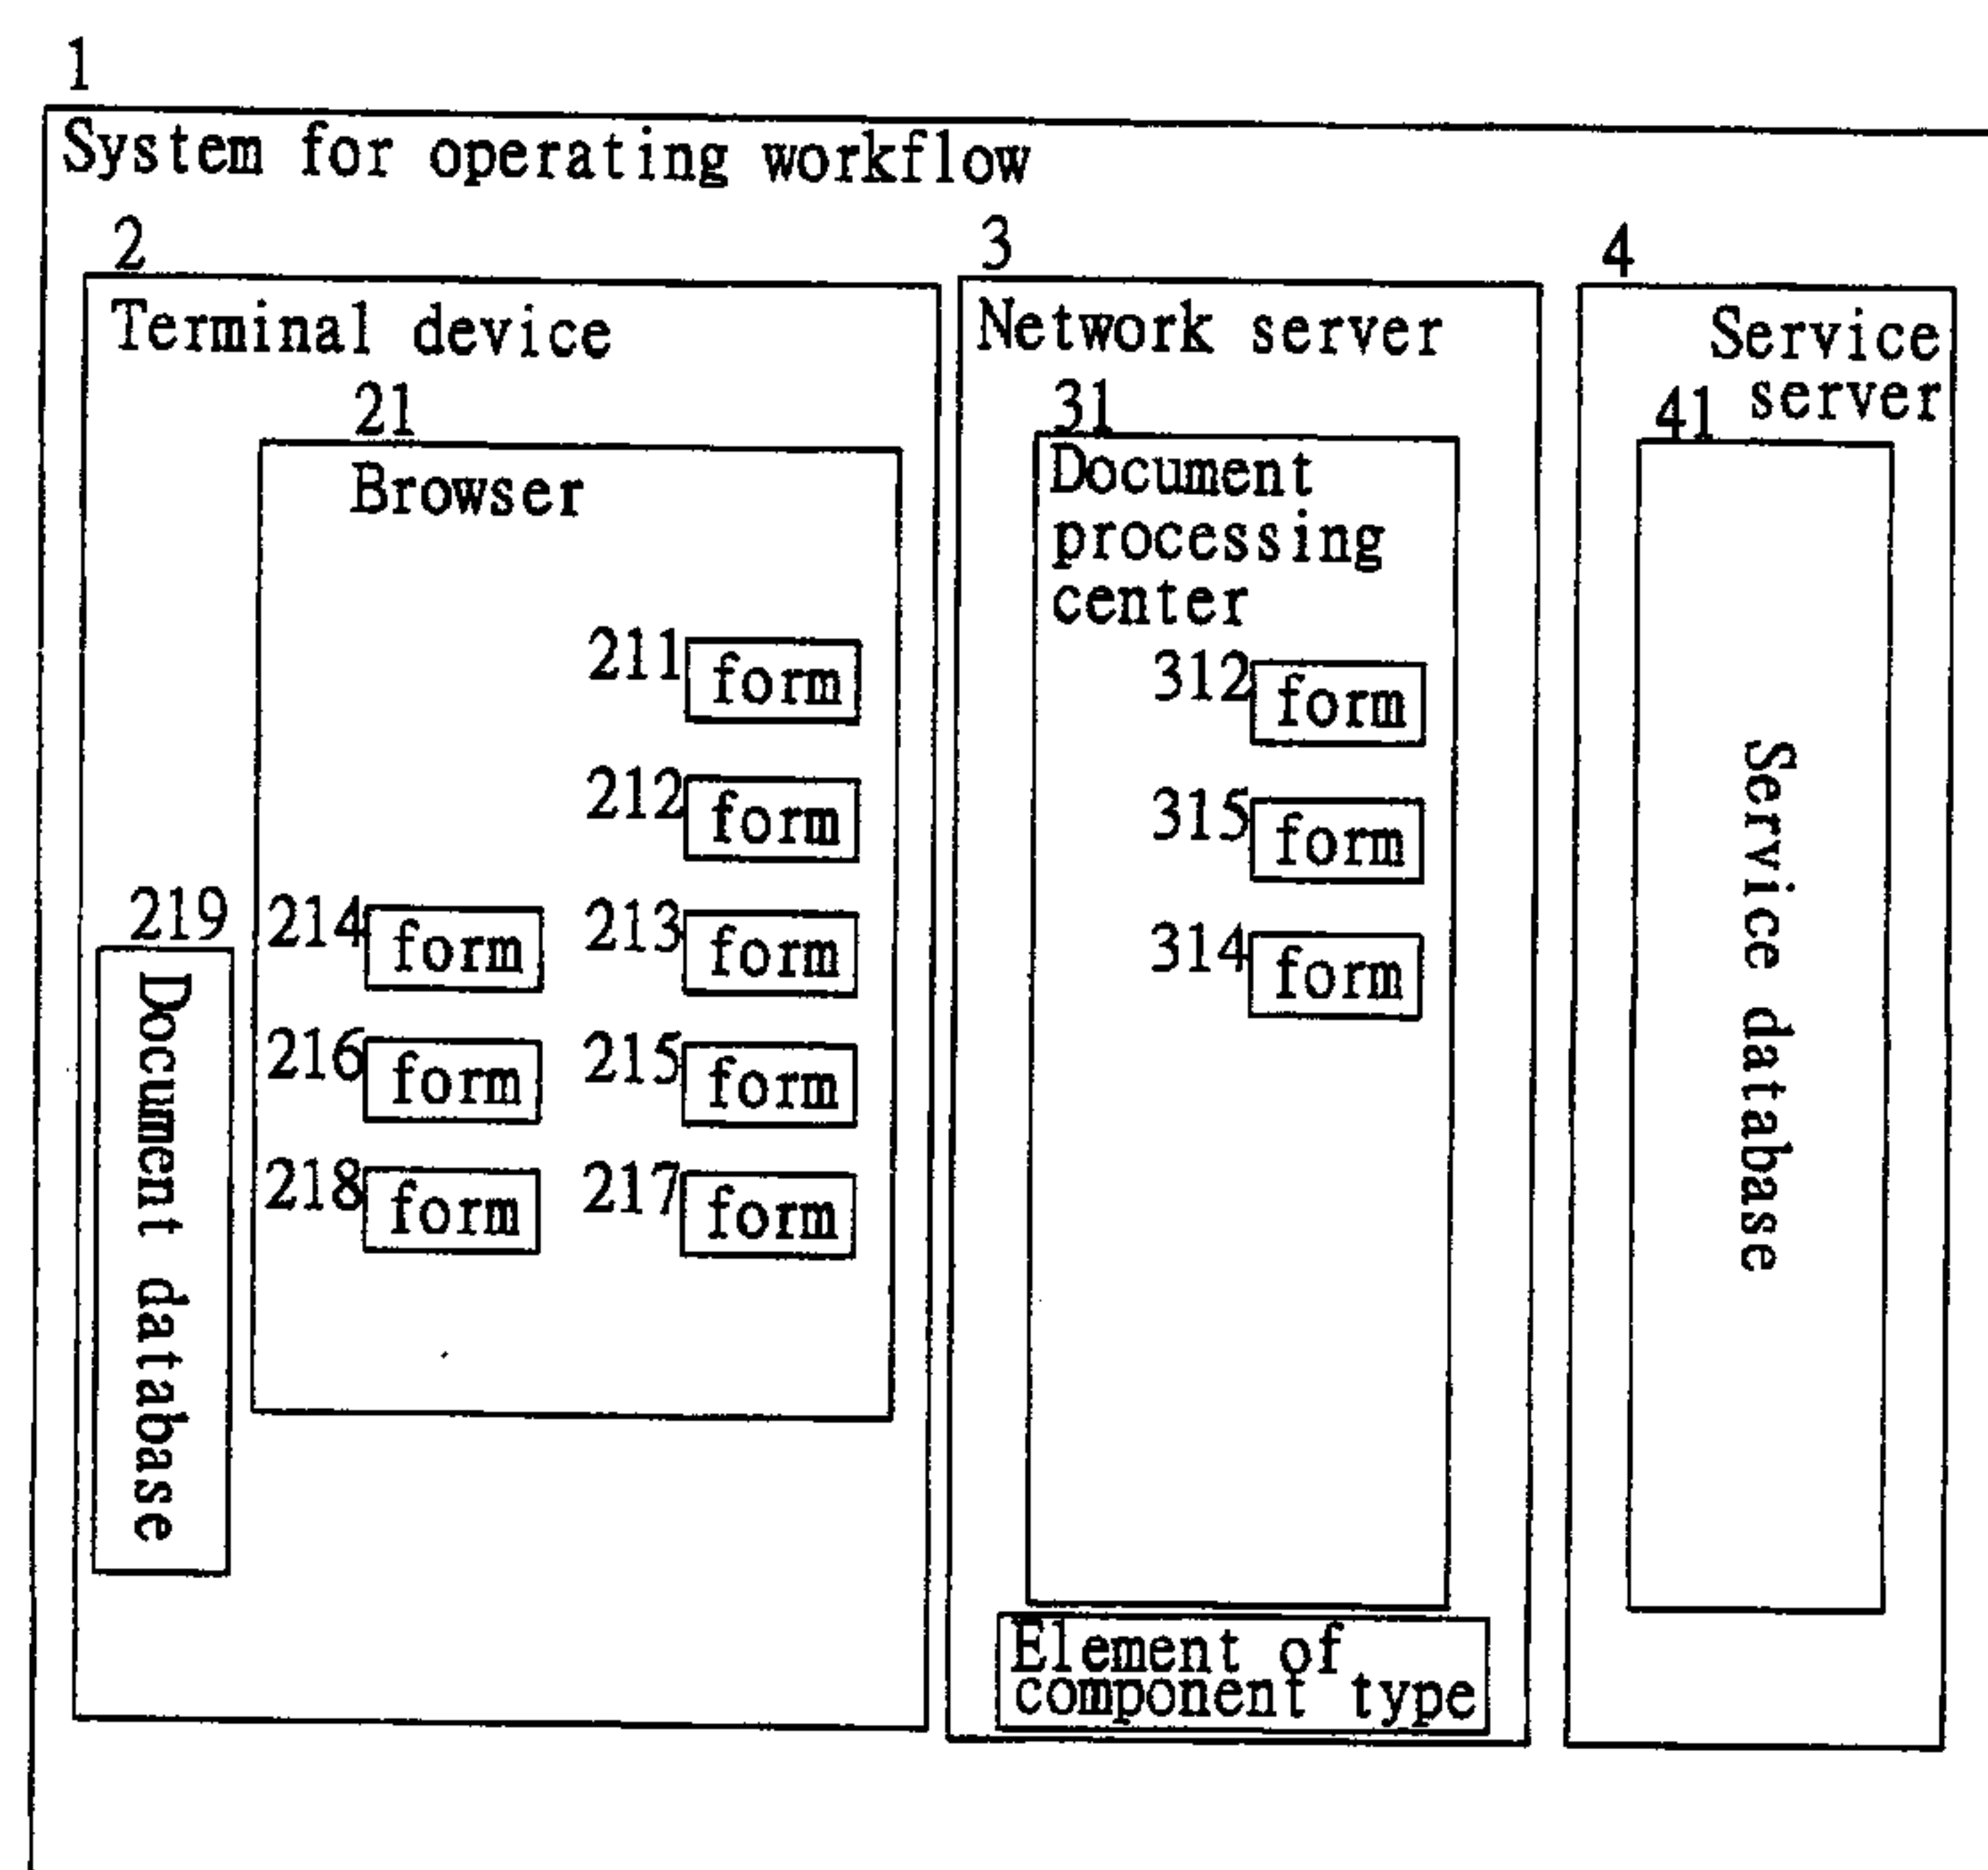 1
System for operating workflow
2
Terminal device
21
Browser
211 form
212 form
214 form 213 form
216 form 215 form
218 form 217 form
219
Document database
3
Network server
31
Document
processing
center
312 form
315 form
314 form
Element of
component type
4
Service
server
41
Service database